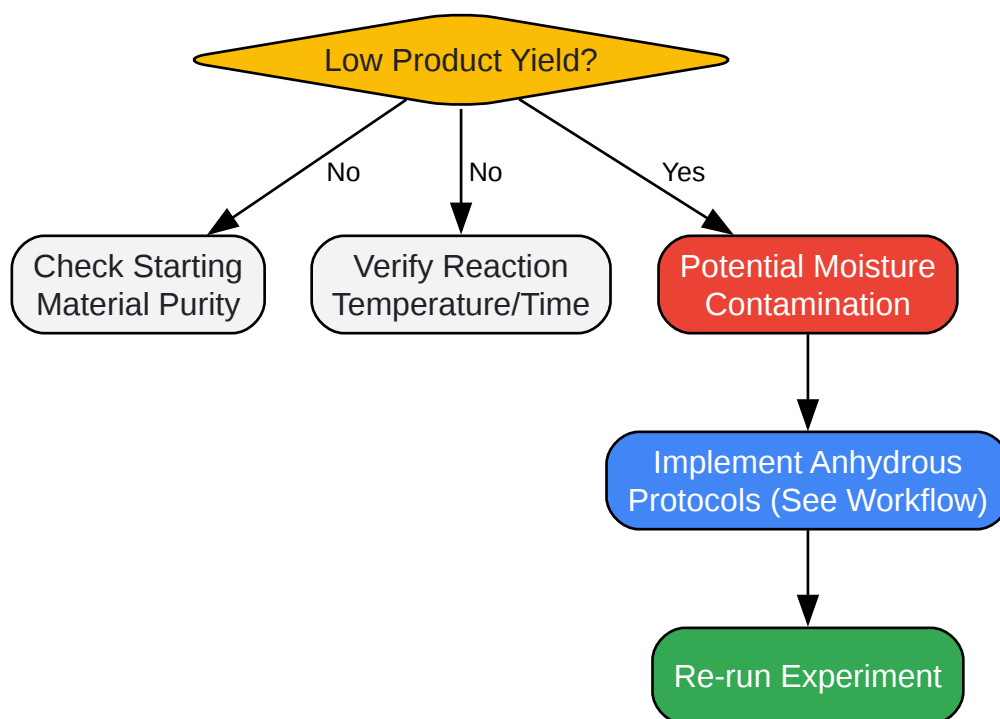 Low Product Yield?
No
No
Yes
Check Starting
Material Purity
Verify Reaction
Temperature/Time
Potential Moisture
Contamination
Implement Anhydrous
Protocols (See Workflow)
Re-run Experiment